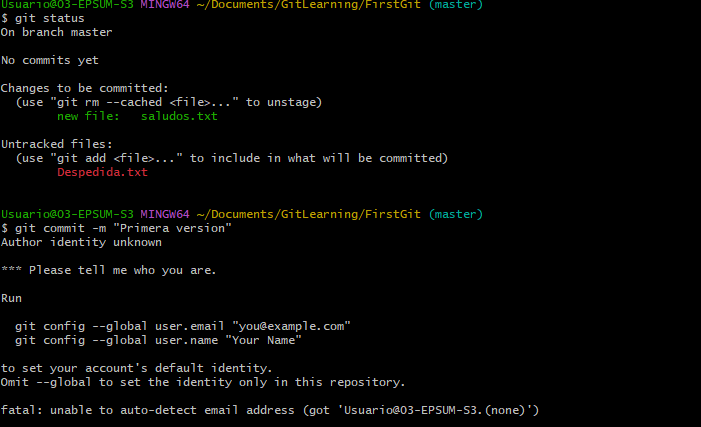 Usuario@O3-EPSUM-S3 MINGW64 ~/Documents/GitLearning/FirstGit (master)
$ git status
On branch master
No commits yet
Changes to be committed:
  (use "git rm --cached <file>..." to unstage)
        new file:   saludos.txt
Untracked files:
  (use "git add <file>..." to include in what will be committed)
        Despedida.txt
Usuario@O3-EPSUM-S3 MINGW64 ~/Documents/GitLearning/FirstGit (master)
$ git commit -m "Primera version"
Author identity unknown
*** Please tell me who you are.
Run
  git config --global user.email "you@example.com"
  git config --global user.name "Your Name"
to set your account's default identity.
Omit --global to set the identity only in this repository.
fatal: unable to auto-detect email address (got 'Usuario@O3-EPSUM-S3.(none)')